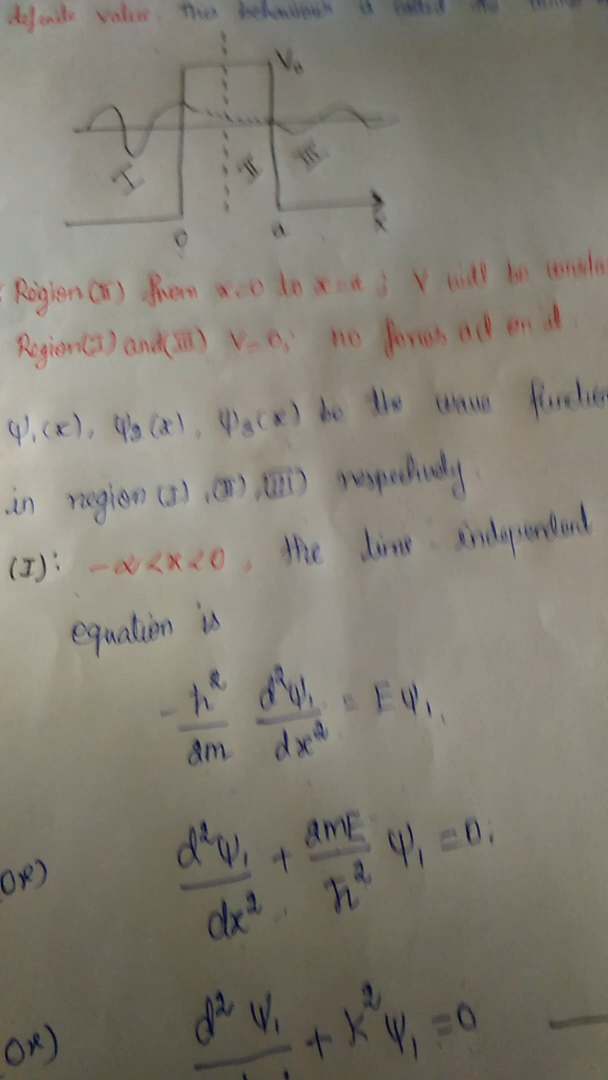 definite value. This behaviour is called the
V₀
I
II
III
0
a
x
Region(II) from x=0 to x=a ; V will be
Region(I) and (III) V=0, no forces act on it
ψ₁(x), ψ₂(x), ψ₃(x) be the wave function
in region (I), (II), (III) respectively.
(I): -∝<x<0, the time-independent
equation is
-ħ²/2m d²ψ₁/dx² = Eψ₁,
OR) d²ψ₁/dx² + 2mE/ħ² ψ₁ = 0.
OR) d²ψ₁ + k²ψ₁ = 0 —